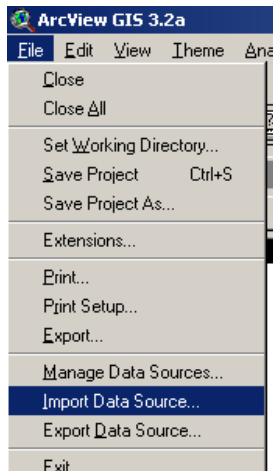 ArcView GIS 3.2a
File Edit View Theme
Close
Close All
Set Working Directory...
Save Project Ctrl+S
Save Project As...
Extensions...
Print...
Print Setup...
Export...
Manage Data Sources...
Import Data Source...
Export Data Source...
Exit